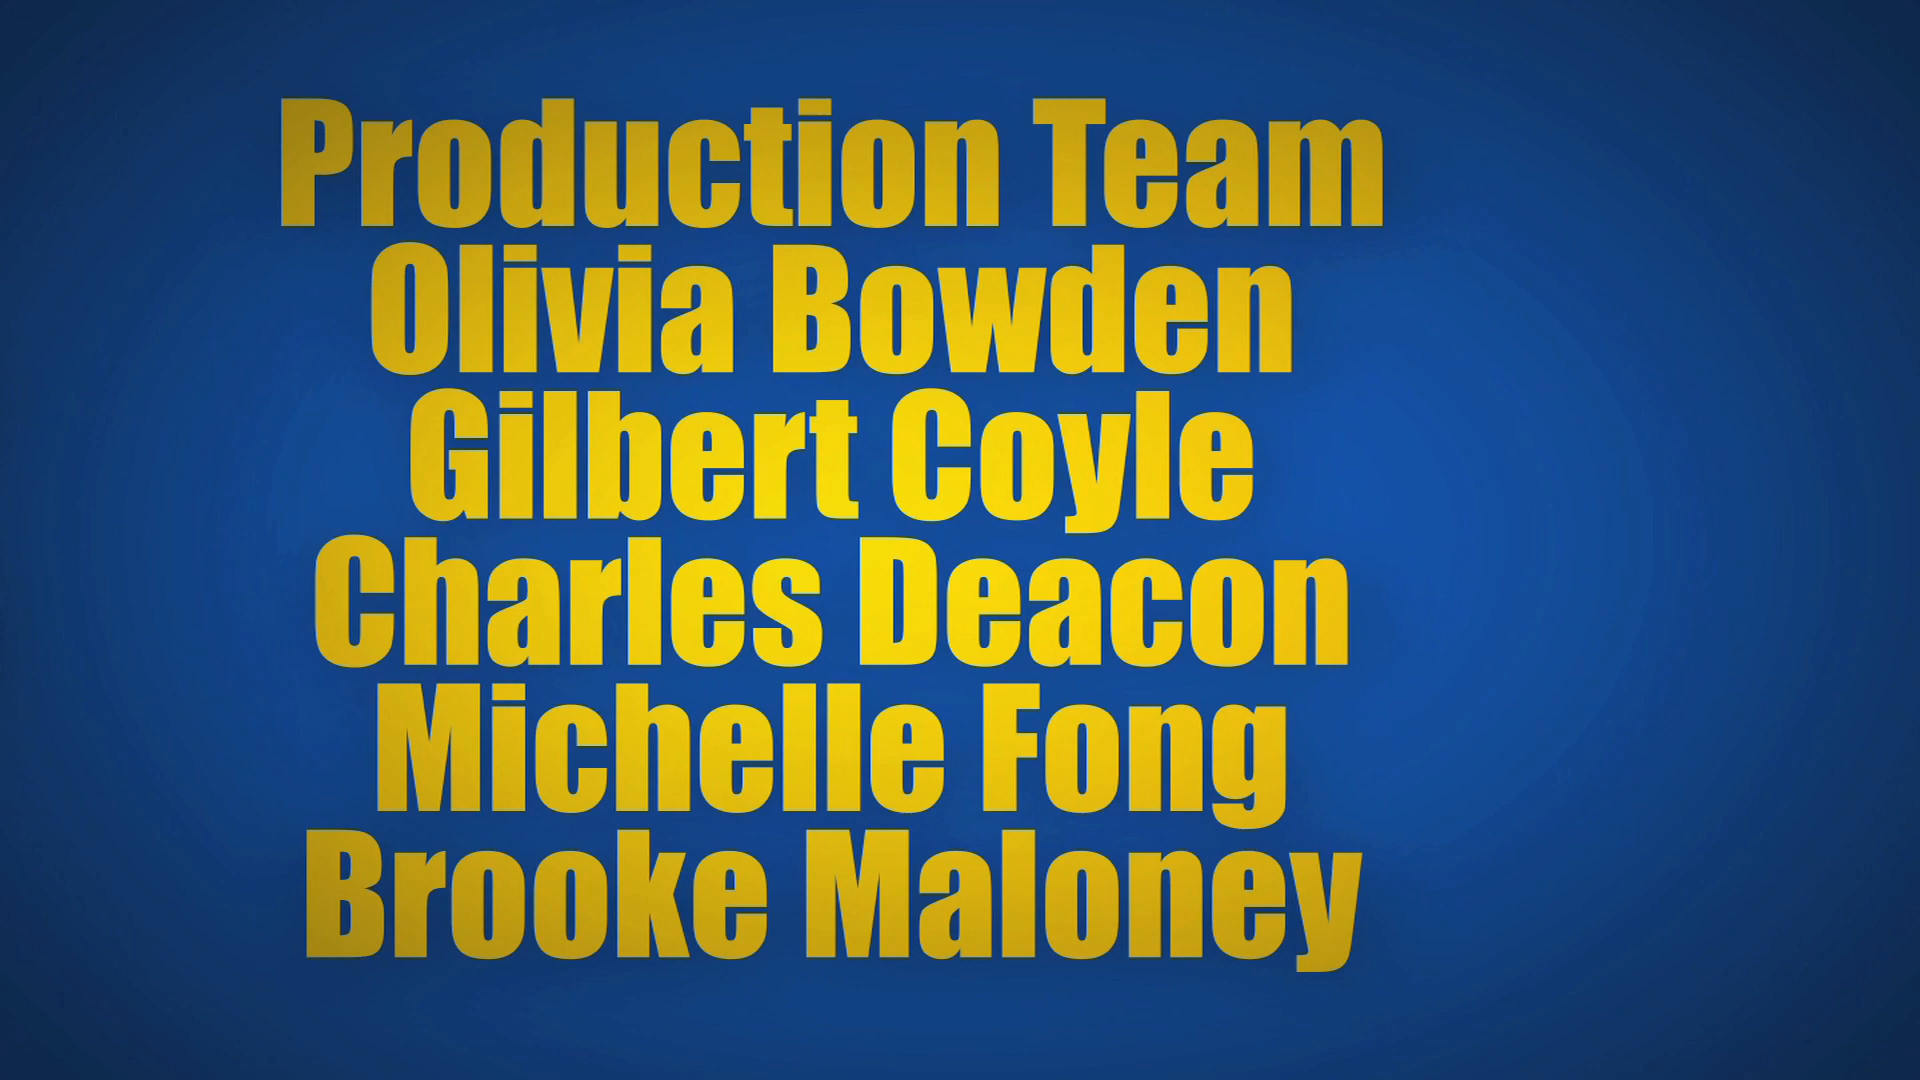 Production Team
Olivia Bowden
Gilbert Coyle
Charles Deacon
Michelle Fong
Brooke Maloney